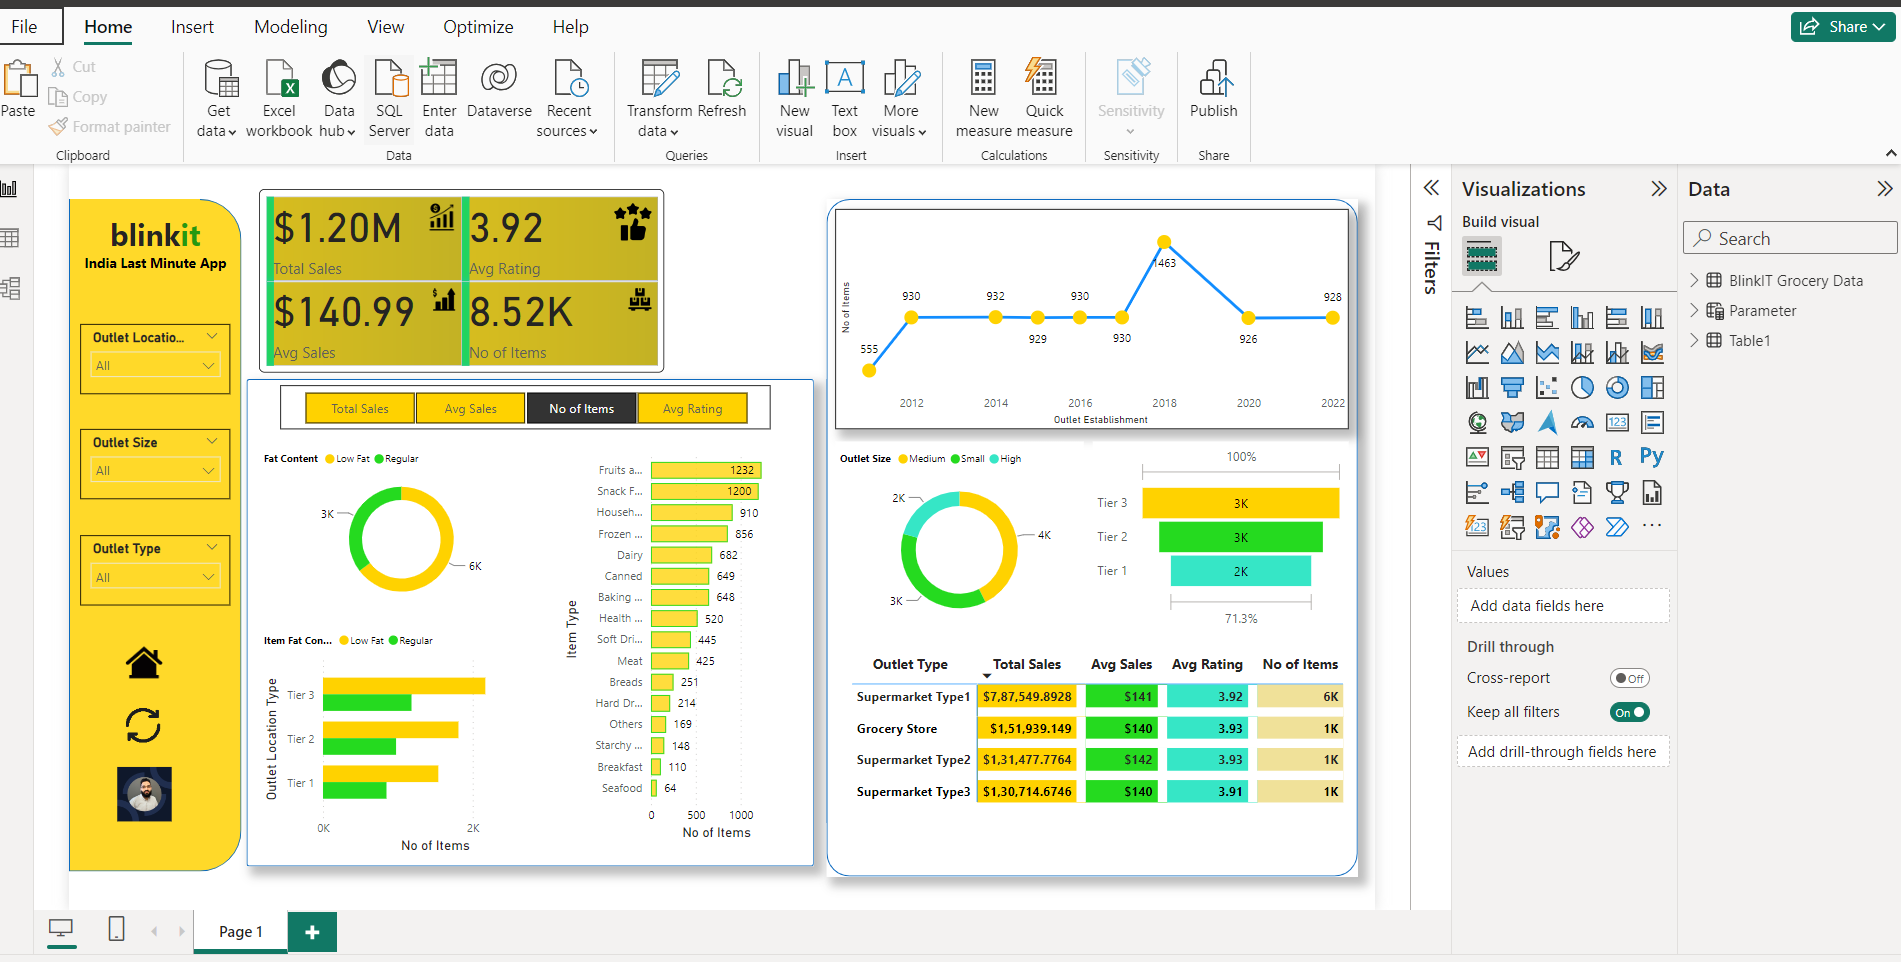 File Home Insert Modeling View Optimize Help Share
Paste
Cut
Copy
Format painter
Clipboard
Get data
Excel workbook
Data hub
SQL Server
Enter data
Dataverse
Recent sources
Data
Transform data
Refresh
Queries
New visual
Text box
More visuals
Insert
New measure
Quick measure
Calculations
Sensitivity
Sensitivity
Publish
Share
blinkit
India Last Minute App
Outlet Locatio...
All
Outlet Size
All
Outlet Type
All
$1.20M
Total Sales
3.92
Avg Rating
$140.99
Avg Sales
8.52K
No of Items
Total Sales Avg Sales No of Items Avg Rating
Fat Content Low Fat Regular
3K
6K
Item Fat Con... Low Fat Regular
Outlet Location Type
Tier 3
Tier 2
Tier 1
0K 2K
No of Items
Item Type
Fruits a... 1232
Snack F... 1200
Househ... 910
Frozen ... 856
Dairy 682
Canned 649
Baking ... 648
Health ... 520
Soft Dri... 445
Meat 425
Breads 251
Hard Dr... 214
Others 169
Starchy ... 148
Breakfast 110
Seafood 64
0 500 1000
No of Items
No of Items
555 930 932 929 930 930 1463 926 928
2012 2014 2016 2018 2020 2022
Outlet Establishment
Outlet Size Medium Small High
2K
4K
3K
100%
Tier 3 3K
Tier 2 3K
Tier 1 2K
71.3%
Outlet Type Total Sales Avg Sales Avg Rating No of Items
Supermarket Type1 $7,87,549.8928 $141 3.92 6K
Grocery Store $1,51,939.149 $140 3.93 1K
Supermarket Type2 $1,31,477.7764 $142 3.93 1K
Supermarket Type3 $1,30,714.6746 $140 3.91 1K
Filters
Visualizations
Build visual
123
R
Py
123
Values
Add data fields here
Drill through
Cross-report Off
Keep all filters On
Add drill-through fields here
Data
Search
BlinkIT Grocery Data
Parameter
Table1
Page 1